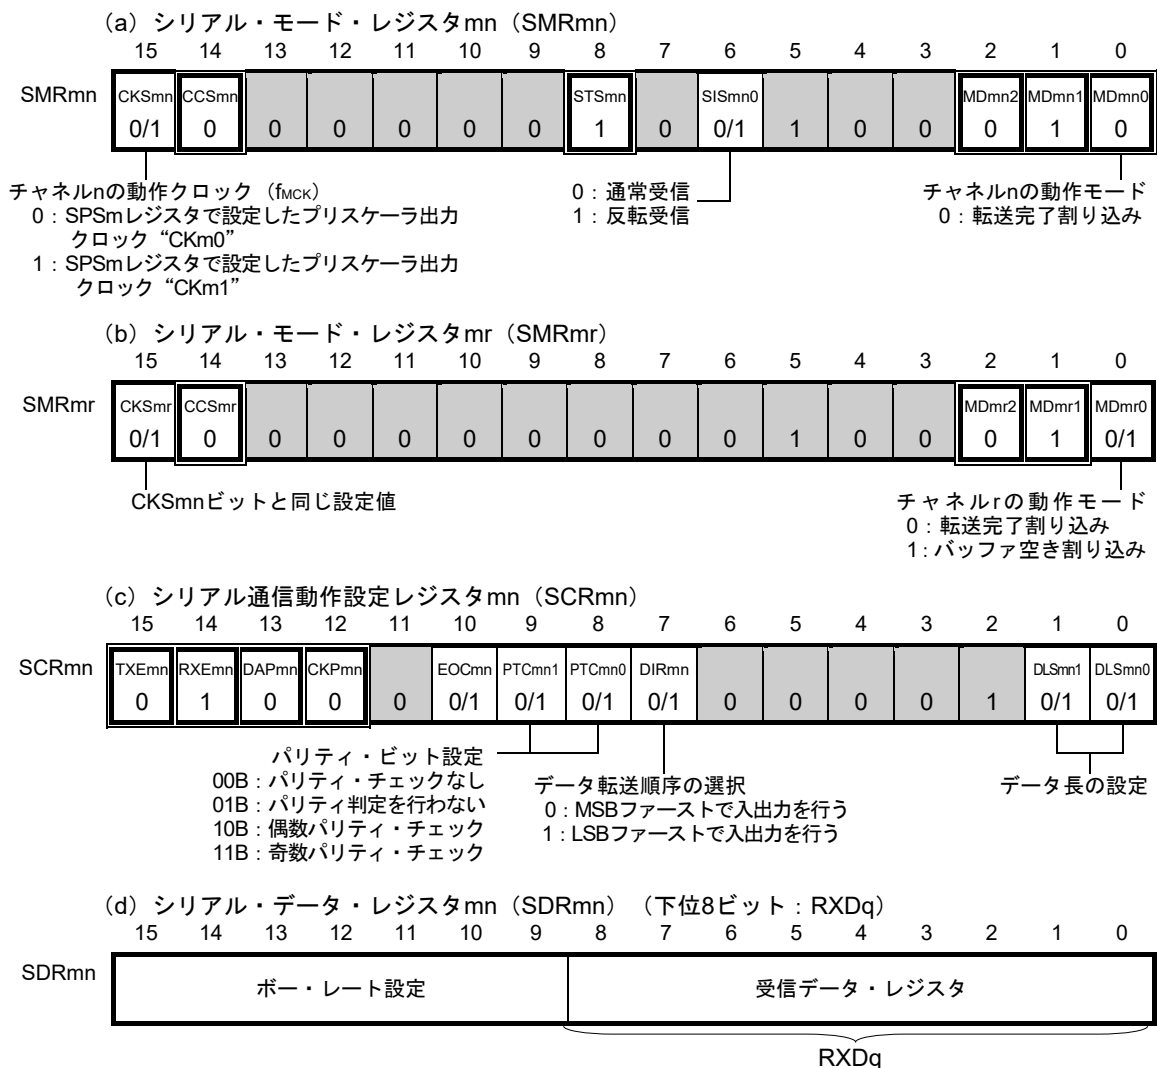 (a) シリアル・モード・レジスタmn (SMRmn)
15 14 13 12 11 10 9 8 7 6 5 4 3 2 1 0
SMRmn CKSmn CCSmn STSmn SISmn0 MDmn2 MDmn1 MDmn0
0/1 0 0 0 0 0 0 1 0 0/1 1 0 0 0 1 0
チャネルnの動作クロック (fMCK)
0:SPSmレジスタで設定したプリスケーラ出力
クロック“CKm0”
1:SPSmレジスタで設定したプリスケーラ出力
クロック“CKm1”
0:通常受信
1:反転受信
チャネルnの動作モード
0:転送完了割り込み
(b) シリアル・モード・レジスタmr (SMRmr)
15 14 13 12 11 10 9 8 7 6 5 4 3 2 1 0
SMRmr CKSmr CCSmr MDmr2 MDmr1 MDmr0
0/1 0 0 0 0 0 0 0 0 0 1 0 0 0 1 0/1
CKSmnビットと同じ設定値
チャネルrの動作モード
0:転送完了割り込み
1:バッファ空き割り込み
(c) シリアル通信動作設定レジスタmn (SCRmn)
15 14 13 12 11 10 9 8 7 6 5 4 3 2 1 0
SCRmn TXEmn RXEmn DAPmn CKPmn EOCmn PTCmn1 PTCmn0 DIRmn DLSmn1 DLSmn0
0 1 0 0 0 0/1 0/1 0/1 0/1 0 0 0 0 1 0/1 0/1
パリティ・ビット設定
00B:パリティ・チェックなし
01B:パリティ判定を行わない
10B:偶数パリティ・チェック
11B:奇数パリティ・チェック
データ転送順序の選択
0:MSBファーストで入出力を行う
1:LSBファーストで入出力を行う
データ長の設定
(d) シリアル・データ・レジスタmn (SDRmn) (下位8ビット:RXDq)
15 14 13 12 11 10 9 8 7 6 5 4 3 2 1 0
SDRmn ボー・レート設定 受信データ・レジスタ
RXDq